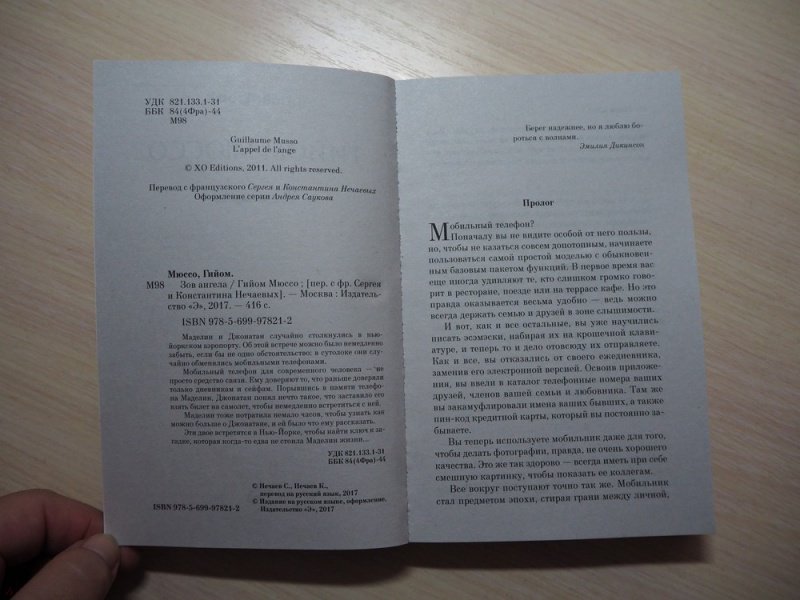 УДК 821.133.1-31
ББК 84(4Фра)-44
М98
Guillaume Musso
L'appel de l'ange
© XO Editions, 2011. All rights reserved.
Перевод с французского Сергея и Константина Нечаевых
Оформление серии Андрея Саукова
Мюссо, Гийом.
М98 Зов ангела / Гийом Мюссо ; [пер. с фр. Сергея
и Константина Нечаевых]. — Москва : Издатель-
ство «Э», 2017. — 416 с.
ISBN 978-5-699-97821-2
Маделин и Джонатан случайно столкнулись в нью-
йоркском аэропорту. Об этой встрече можно было немедленно
забыть, если бы не одно обстоятельство: в сутолоке они слу-
чайно обменялись мобильными телефонами.
Мобильный телефон для современного человека — не
просто средство связи. Ему доверяют то, что раньше доверяли
только дневникам и сейфам. Порывшись в памяти телефо-
на Маделин, Джонатан понял нечто такое, что заставило его
взять билет на самолет, чтобы немедленно встретиться с ней.
Маделин тоже потратила немало часов, чтобы узнать как
можно больше о Джонатане, и ей было что ему рассказать.
Эти двое встретятся в Нью-Йорке, чтобы найти ключ к за-
гадке, которая когда-то едва не стоила Маделин жизни...
УДК 821.133.1-31
ББК 84(4Фра)-44
© Нечаев С., Нечаев К.,
перевод на русский язык, 2017
© Издание на русском языке, оформление.
Издательство «Э», 2017
ISBN 978-5-699-97821-2
Берег надежнее, но я люблю бо-
роться с волнами.
Эмилия Дикинсон
Пролог
Мобильный телефон?
Поначалу вы не видите особой от него пользы,
но, чтобы не казаться совсем допотопным, начинаете
пользоваться самой простой моделью с обыкновен-
ным базовым пакетом функций. В первое время вас
еще иногда удивляют те, кто слишком громко гово-
рит в ресторане, поезде или на террасе кафе. Но это
правда оказывается весьма удобно — ведь можно
всегда держать семью и друзей в зоне слышимости.
И вот, как и все остальные, вы уже научились
писать эсэмэски, набирая их на крошечной клавиа-
туре, и теперь то и дело отовсюду их отправляете.
Как и все, вы отказались от своего ежедневника,
заменив его электронной версией. Освоив приложе-
ния, вы ввели в каталог телефонные номера ваших
друзей, членов вашей семьи и любовника. Там же
вы закамуфлировали имена ваших бывших, а также
пин-код кредитной карты, который вы постоянно за-
бываете.
Вы теперь используете мобильник даже для того,
чтобы делать фотографии, правда, не очень хорошего
качества. Это же так здорово — всегда иметь при себе
смешную картинку, чтобы показать ее коллегам.
Все вокруг поступают точно так же. Мобильник
стал предметом эпохи, стирая грани между личной,